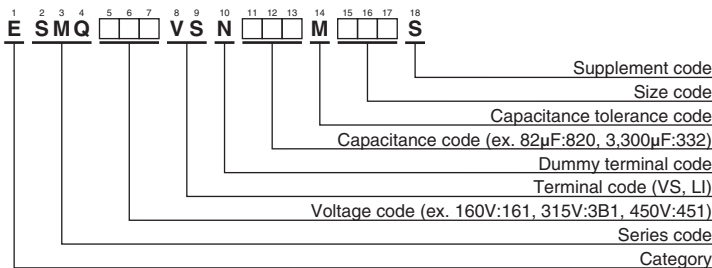 1 2 3 4 5 6 7 8 9 10 11 12 13 14 15 16 17 18
E SMQ □□□ VS N □□□ M □□□ S
Supplement code
Size code
Capacitance tolerance code
Capacitance code (ex. 82µF:820, 3,300µF:332)
Dummy terminal code
Terminal code (VS, LI)
Voltage code (ex. 160V:161, 315V:3B1, 450V:451)
Series code
Category